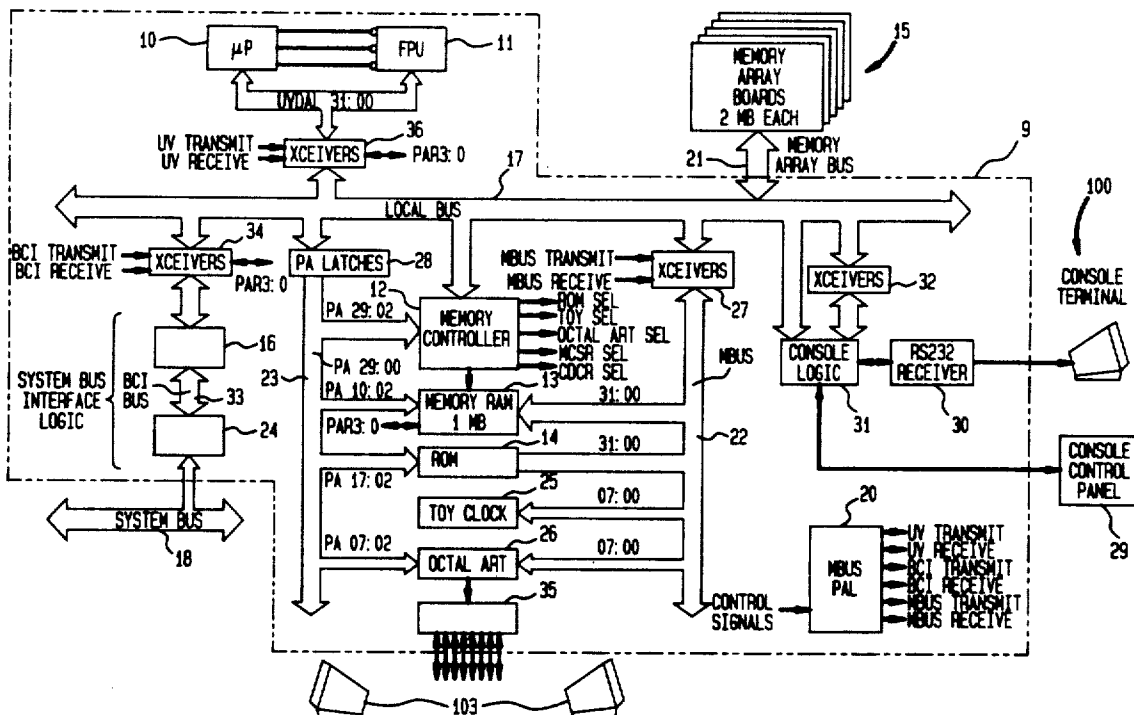 10
μP
FPU
11
UVDAL 31:00
36
UV TRANSMIT
UV RECEIVE
XCEIVERS
PAR3:0
MEMORY
ARRAY
BOARDS
2 MB EACH
15
21
MEMORY
ARRAY BUS
9
17
LOCAL BUS
100
CONSOLE
TERMINAL
34
BCI TRANSMIT
BCI RECEIVE
XCEIVERS
PAR3:0
PA LATCHES
28
12
PA 29:02
MEMORY
CONTROLLER
ROM SEL
TOY SEL
OCTAL ART SEL
MCSR SEL
CDCR SEL
MBUS TRANSMIT
MBUS RECEIVE
XCEIVERS
27
XCEIVERS
32
CONSOLE
LOGIC
31
RS232
RECEIVER
30
SYSTEM BUS
INTERFACE
LOGIC
16
BCI
BUS
33
24
23
PA 29:00
PA 10:02
13
MEMORY RAM
1 MB
PAR3:0
31:00
MBUS
22
14
ROM
31:00
PA 17:02
25
TOY CLOCK
07:00
26
PA 07:02
OCTAL ART
07:00
35
SYSTEM BUS
18
CONSOLE
CONTROL
PANEL
29
20
MBUS
PAL
CONTROL
SIGNALS
UV TRANSMIT
UV RECEIVE
BCI TRANSMIT
BCI RECEIVE
MBUS TRANSMIT
MBUS RECEIVE
103